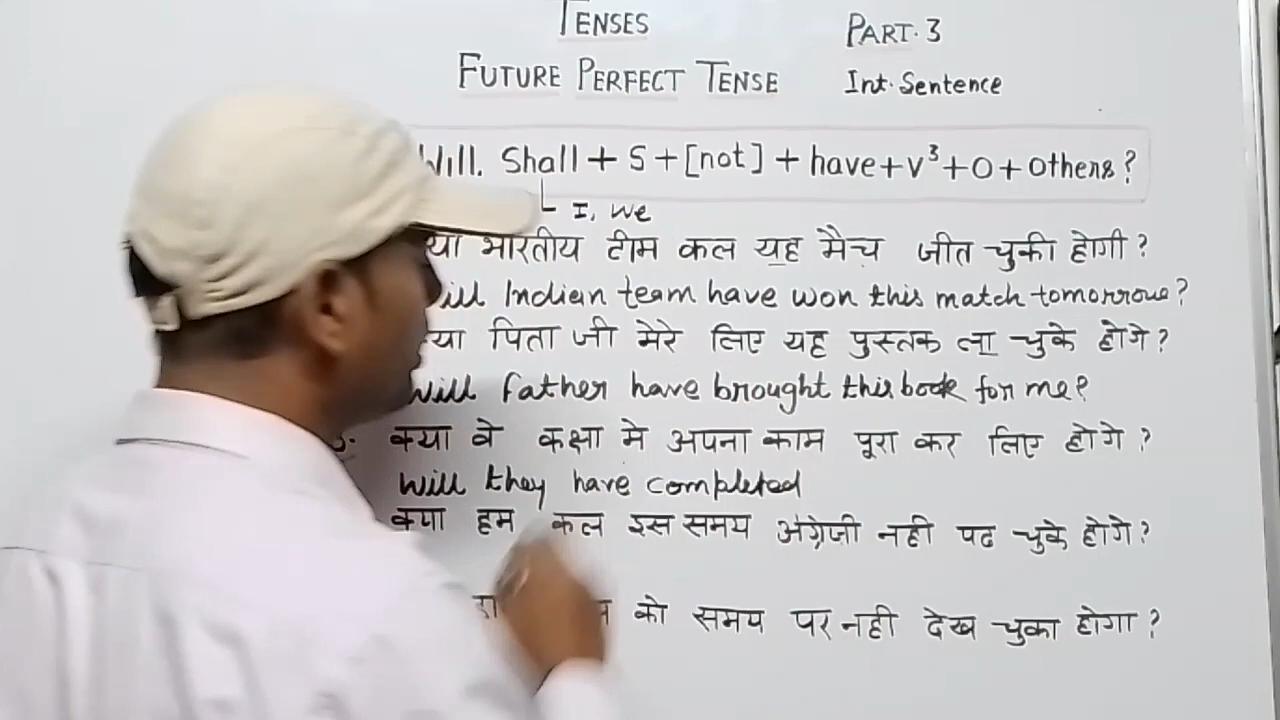 TENSES
PART. 3
FUTURE PERFECT TENSE
Int. Sentence
Will. Shall + S + [not] + have + V³ + O + Others ?
I, We
भारतीय टीम कल यह मैच जीत चुकी होगी ?
Indian team have won this match tomorrow ?
पिता जी मेरे लिए यह पुस्तक ला चुके होगे ?
Will father have brought this book for me ?
क्या वे कक्षा मे अपना काम पूरा कर लिए होगे ?
Will they have completed
क्या हम कल इस समय अंग्रेजी नही पढ चुके होगे ?
को समय पर नही देख चुका होगा ?